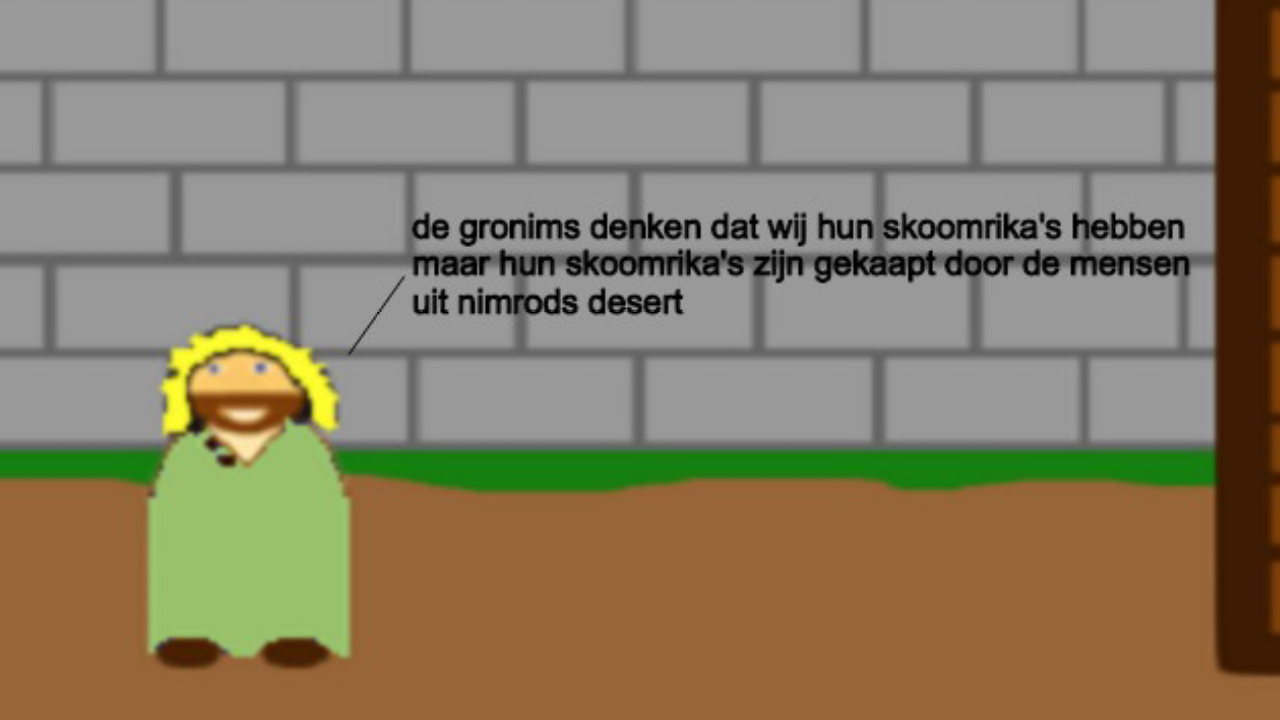 de gronims denken dat wij hun skoomrika's hebben
maar hun skoomrika's zijn gekaapt door de mensen
uit nimrods desert